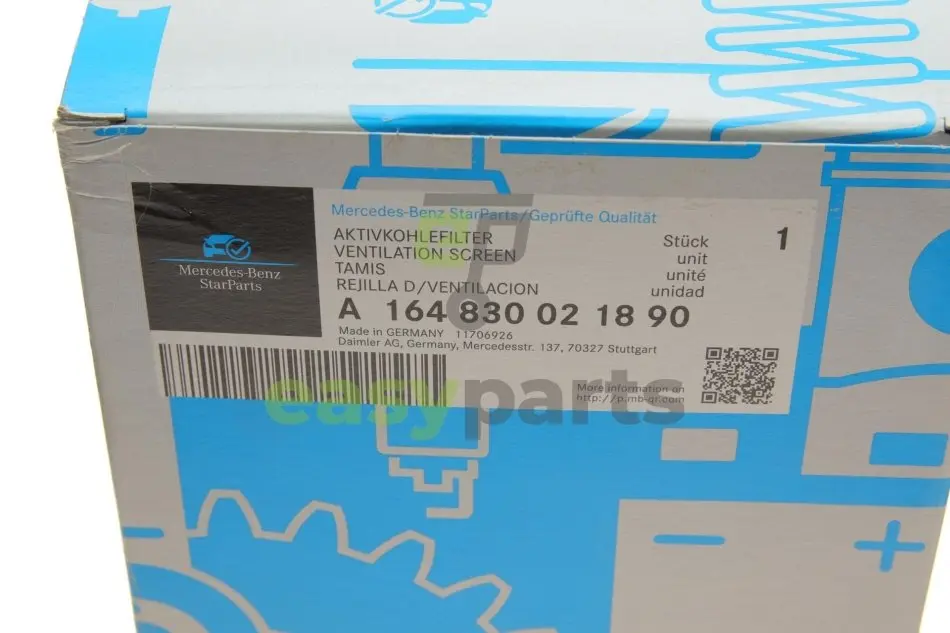 Mercedes-Benz StarParts/Geprüfte Qualität
AKTIVKOHLEFILTER Stück 1
VENTILATION SCREEN unit
TAMIS unité
REJILLA D/VENTILACION unidad
A 164 830 02 18 90
Made in GERMANY 11706926
Daimler AG, Germany, Mercedesstr. 137, 70327 Stuttgart
Mercedes-Benz
StarParts
More information on
http://p.mb-qr.com
easyparts